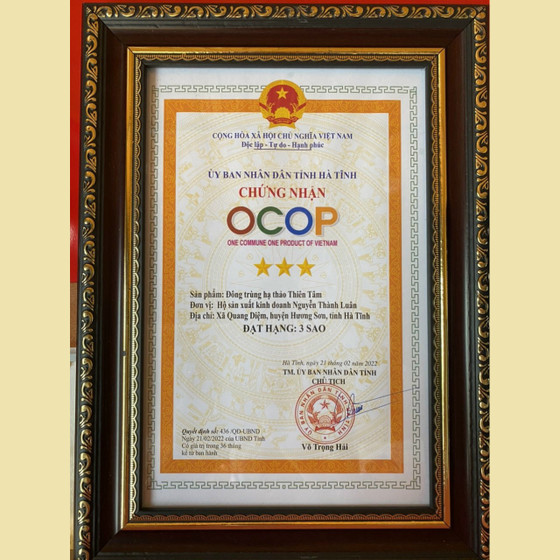 CỘNG HÒA XÃ HỘI CHỦ NGHĨA VIỆT NAM
Độc lập - Tự do - Hạnh phúc
ỦY BAN NHÂN DÂN TỈNH HÀ TĨNH
CHỨNG NHẬN
OCOP
ONE COMMUNE ONE PRODUCT OF VIETNAM
Sản phẩm: Đông trùng hạ thảo Thiên Tâm
Đơn vị: Hộ sản xuất kinh doanh Nguyễn Thành Luân
Địa chỉ: Xã Quang Diệm, huyện Hương Sơn, tỉnh Hà Tĩnh
ĐẠT HẠNG: 3 SAO
Hà Tĩnh, ngày 21 tháng 02 năm 2022
TM. ỦY BAN NHÂN DÂN TỈNH
CHỦ TỊCH
Quyết định số: 436 /QĐ-UBND
Ngày 21/02/2022 của UBND Tỉnh
Có giá trị trong 36 tháng
kể từ ban hành
ỦY BAN NHÂN DÂN TỈNH
Võ Trọng Hải